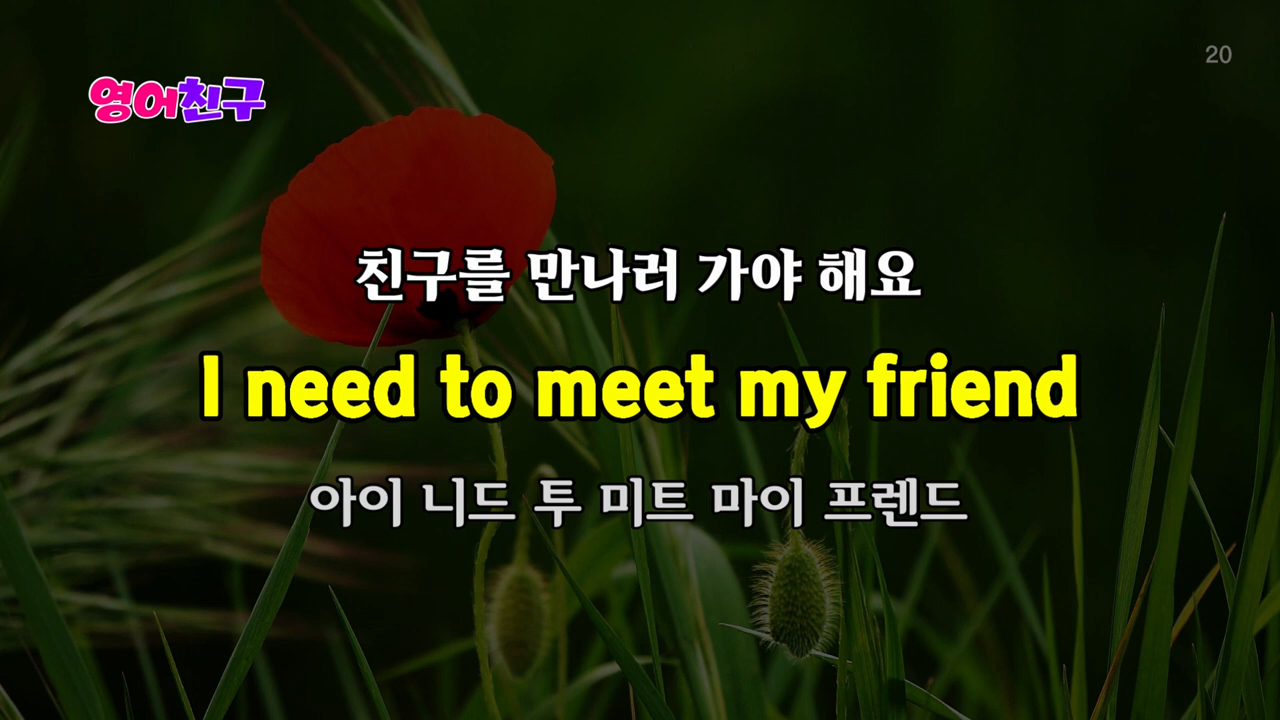 영어친구
20
친구를 만나러 가야 해요
I need to meet my friend
아이 니드 투 미트 마이 프렌드